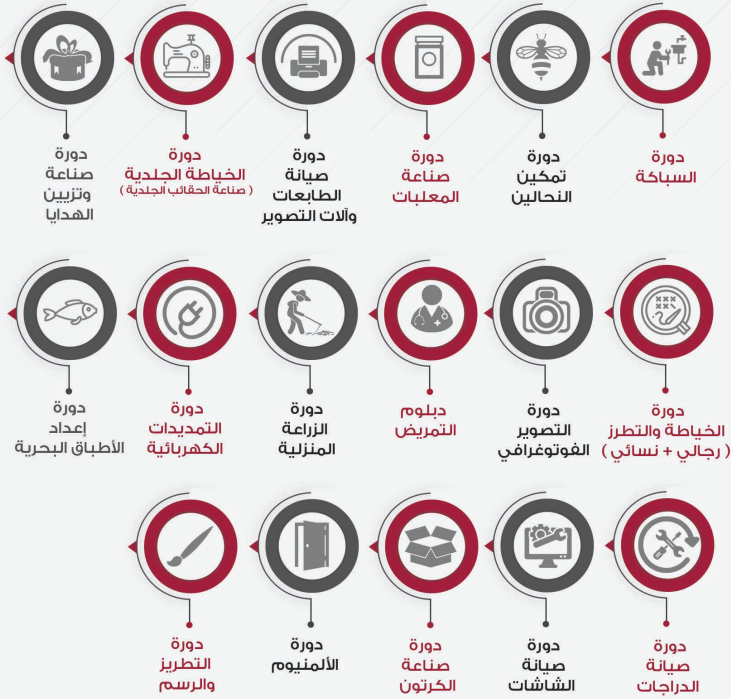 دورة
السباكة
دورة
تمكين
النحالين
دورة
صناعة
المعلبات
دورة
صيانة
الطابعات
وآلات التصوير
دورة
الخياطة الجلدية
( صناعة الحقائب الجلدية )
دورة
صناعة
وتزيين
الهدايا
دورة
الخياطة والتطرز
( رجالي + نسائي )
دورة
التصوير
الفوتوغرافي
دبلوم
التمريض
دورة
الزراعة
المنزلية
دورة
التمديدات
الكهربائية
دورة
إعداد
الأطباق البحرية
دورة
صيانة
الدراجات
دورة
صيانة
الشاشات
دورة
صناعة
الكرتون
دورة
الألمنيوم
دورة
التطريز
والرسم